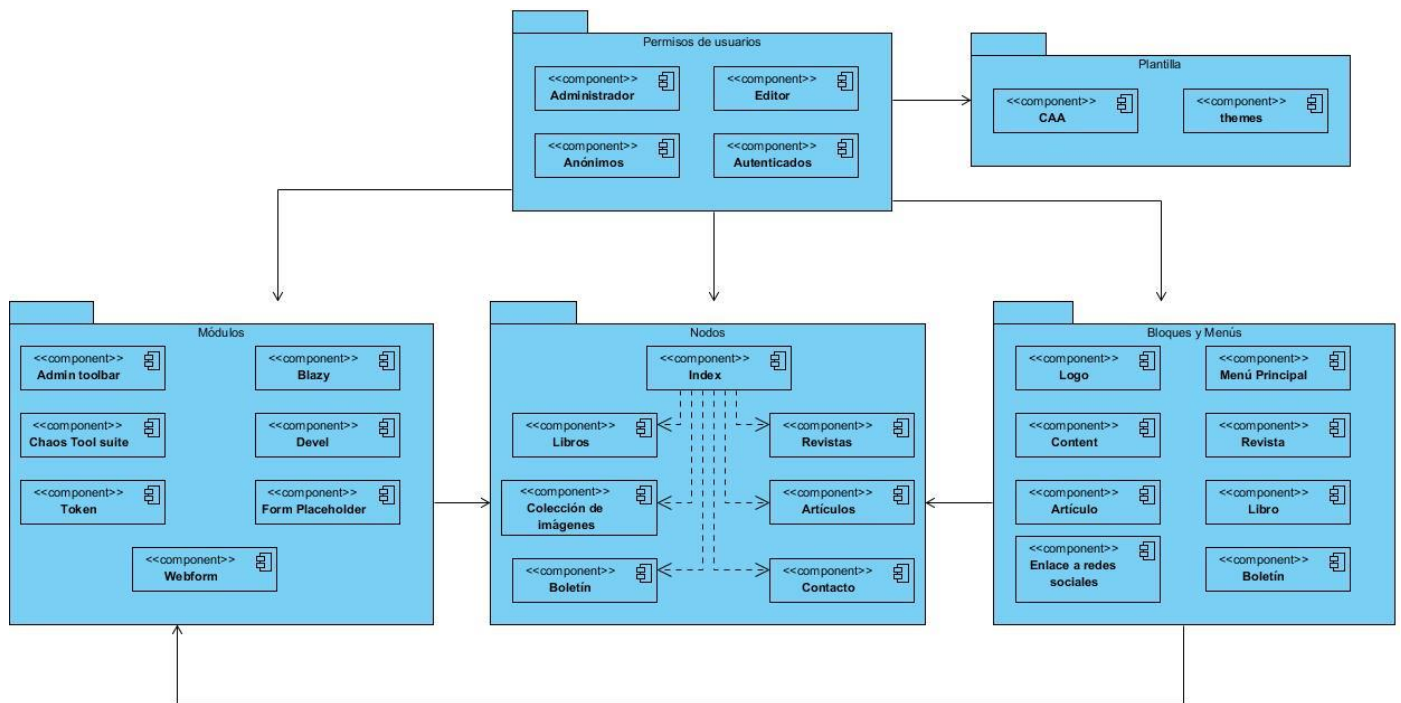 Permisos de usuarios
<<component>>
Administrador
<<component>>
Editor
<<component>>
Anónimos
<<component>>
Autenticados
Plantilla
<<component>>
CAA
<<component>>
themes
Módulos
<<component>>
Admin toolbar
<<component>>
Blazy
<<component>>
Chaos Tool suite
<<component>>
Devel
<<component>>
Token
<<component>>
Form Placeholder
<<component>>
Webform
Nodos
<<component>>
Index
<<component>>
Libros
<<component>>
Revistas
<<component>>
Colección de
imágenes
<<component>>
Artículos
<<component>>
Boletín
<<component>>
Contacto
Bloques y Menús
<<component>>
Logo
<<component>>
Menú Principal
<<component>>
Content
<<component>>
Revista
<<component>>
Artículo
<<component>>
Libro
<<component>>
Enlace a redes
sociales
<<component>>
Boletín